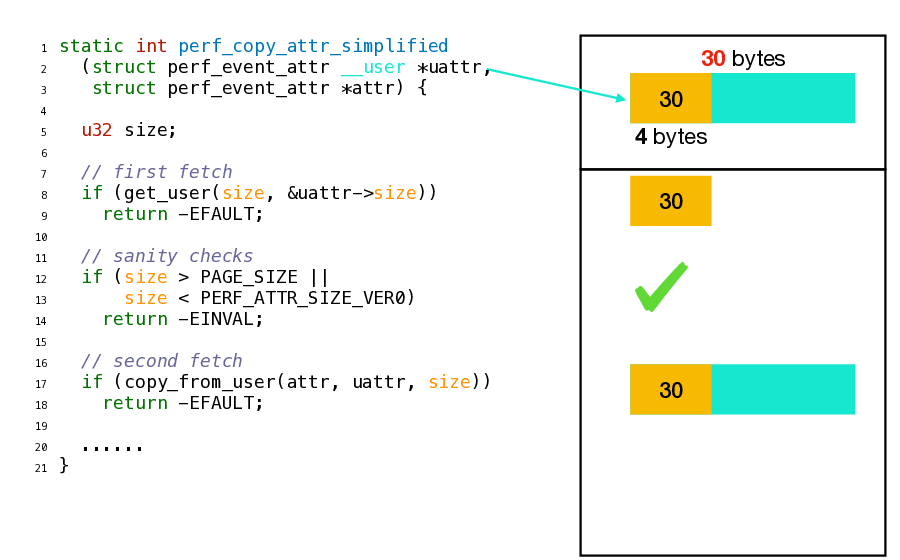 1 static int perf_copy_attr_simplified
2 (struct perf_event_attr __user *uattr,
3 struct perf_event_attr *attr) {
4
5 u32 size;
6
7 // first fetch
8 if (get_user(size, &uattr->size))
9 return -EFAULT;
10
11 // sanity checks
12 if (size > PAGE_SIZE ||
13 size < PERF_ATTR_SIZE_VER0)
14 return -EINVAL;
15
16 // second fetch
17 if (copy_from_user(attr, uattr, size))
18 return -EFAULT;
19
20 ......
21 }
30 bytes
30
4 bytes
30
30